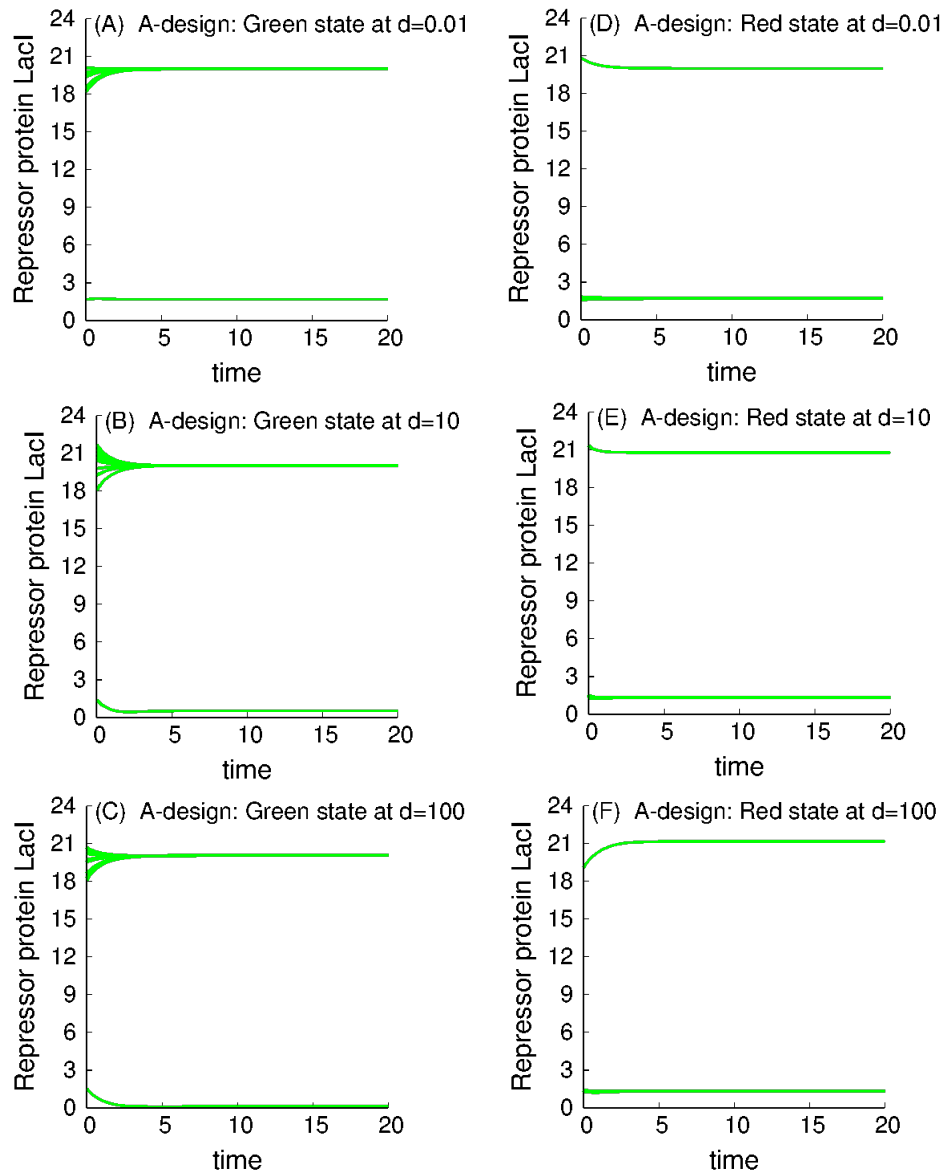 (A) A-design: Green state at d=0.01
Repressor protein LacI
24
21
18
15
12
9
6
3
0
0 5 10 15 20
time
(D) A-design: Red state at d=0.01
Repressor protein LacI
24
21
18
15
12
9
6
3
0
0 5 10 15 20
time
(B) A-design: Green state at d=10
Repressor protein LacI
24
21
18
15
12
9
6
3
0
0 5 10 15 20
time
(E) A-design: Red state at d=10
Repressor protein LacI
24
21
18
15
12
9
6
3
0
0 5 10 15 20
time
(C) A-design: Green state at d=100
Repressor protein LacI
24
21
18
15
12
9
6
3
0
0 5 10 15 20
time
(F) A-design: Red state at d=100
Repressor protein LacI
24
21
18
15
12
9
6
3
0
0 5 10 15 20
time